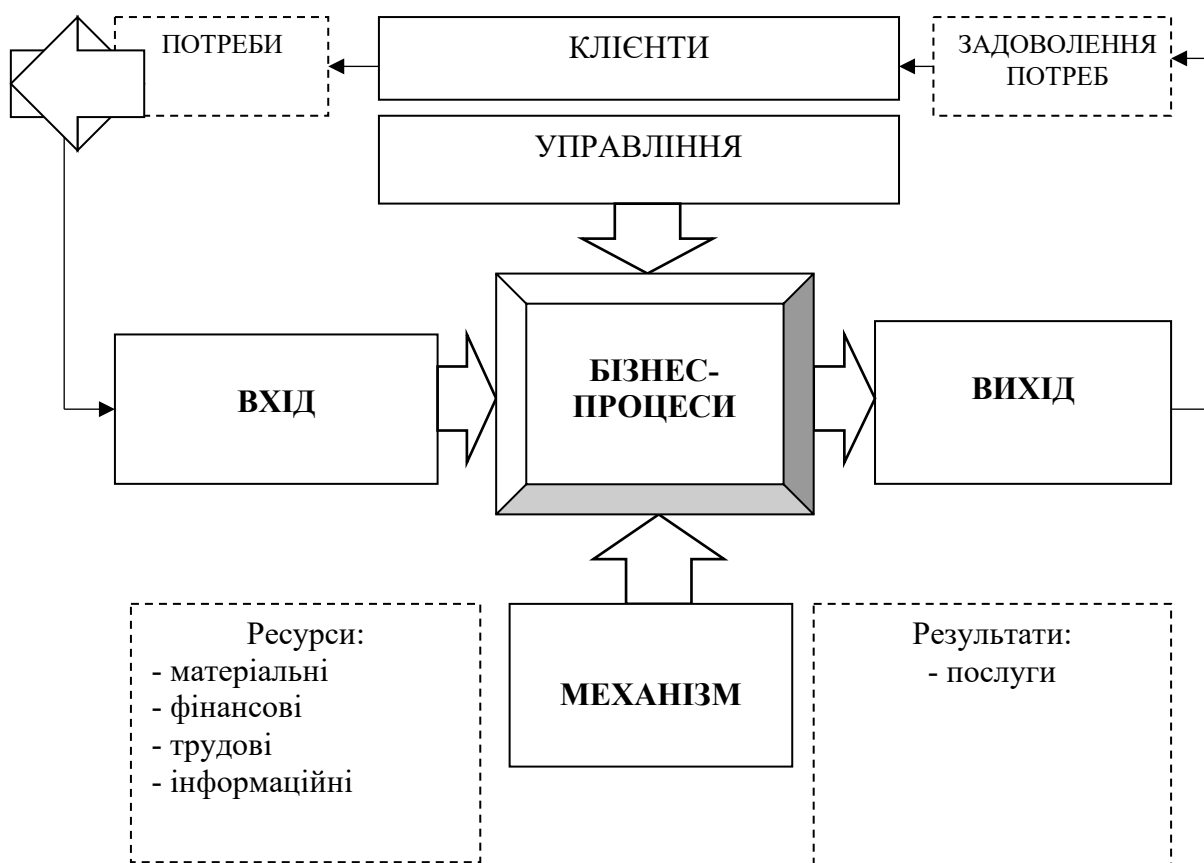 ПОТРЕБИ
КЛІЄНТИ
ЗАДОВОЛЕННЯ
ПОТРЕБ
УПРАВЛІННЯ
ВХІД
БІЗНЕС-
ПРОЦЕСИ
ВИХІД
Ресурси:
- матеріальні
- фінансові
- трудові
- інформаційні
МЕХАНІЗМ
Результати:
- послуги